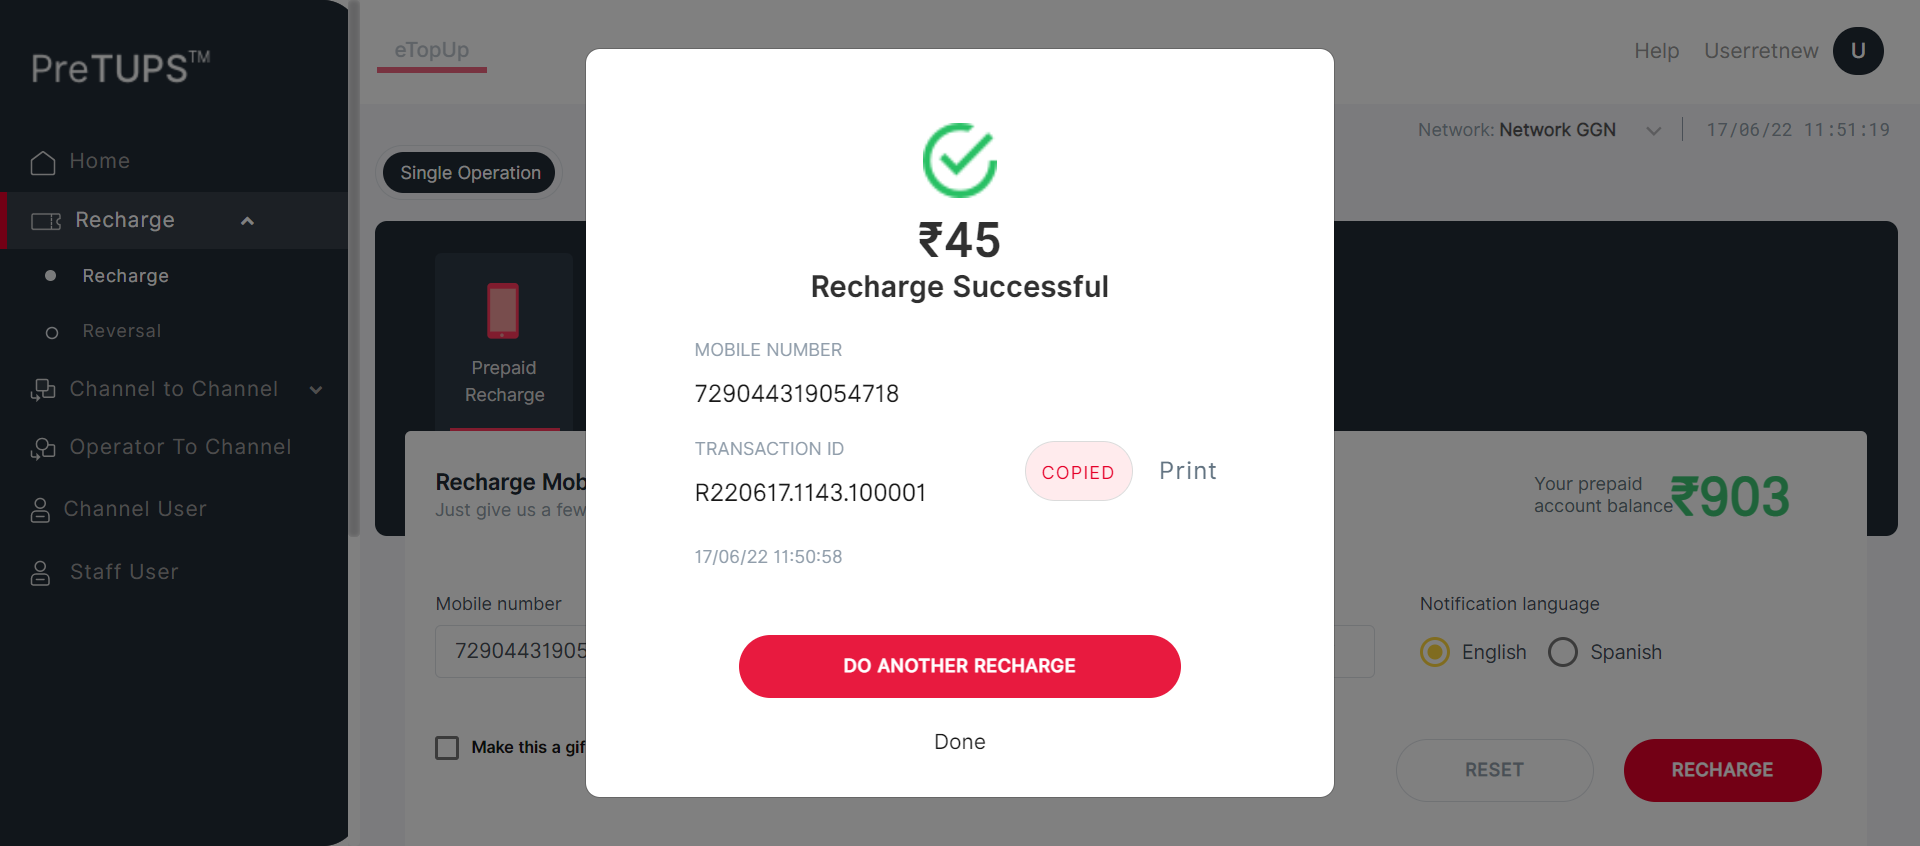 PreTUPS™
eTopUp
Help
Userretnew
U
Network: Network GGN
17/06/22 11:51:19
Home
Recharge
Recharge
Reversal
Channel to Channel
Operator To Channel
Channel User
Staff User
Single Operation
Prepaid
Recharge
Recharge Mob
Just give us a few
Your prepaid
account balance
₹903
Mobile number
72904431905
Notification language
English
Spanish
Make this a gif
RESET
RECHARGE
₹45
Recharge Successful
MOBILE NUMBER
729044319054718
TRANSACTION ID
R220617.1143.100001
COPIED
Print
17/06/22 11:50:58
DO ANOTHER RECHARGE
Done